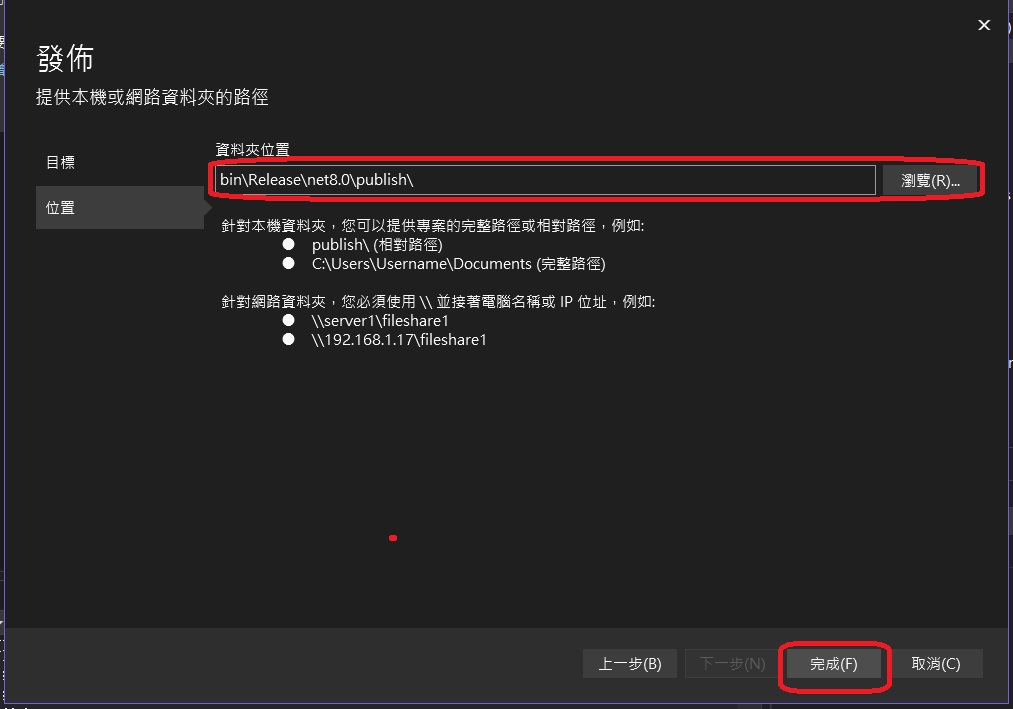 發佈
提供本機或網路資料夾的路徑
目標
位置
資料夾位置
bin\Release\net8.0\publish\
瀏覽(R)...
針對本機資料夾，您可以提供專案的完整路徑或相對路徑，例如:
● publish\ (相對路徑)
● C:\Users\Username\Documents (完整路徑)
針對網路資料夾，您必須使用 \\ 並接著電腦名稱或 IP 位址，例如:
● \\server1\fileshare1
● \\192.168.1.17\fileshare1
上一步(B)
下一步(N)
完成(F)
取消(C)